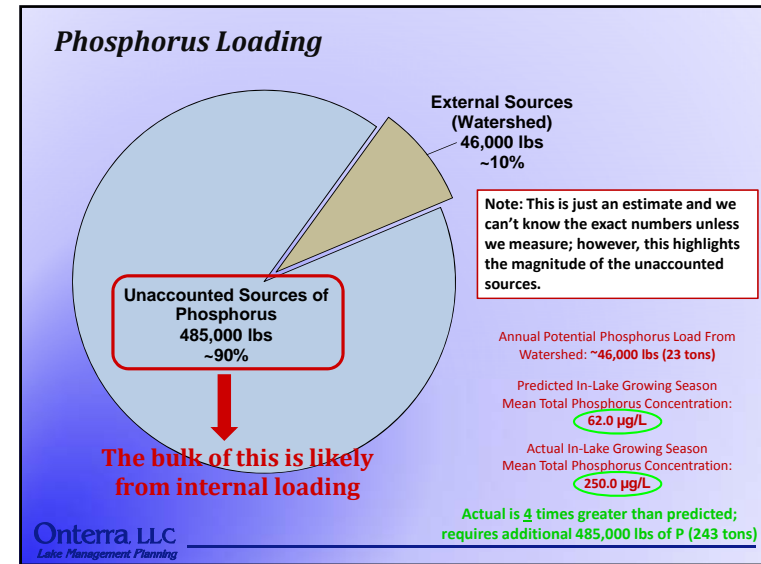 Phosphorus Loading
External Sources
(Watershed)
46,000 lbs
~10%
Note: This is just an estimate and we
can’t know the exact numbers unless
we measure; however, this highlights
the magnitude of the unaccounted
sources.
Unaccounted Sources of
Phosphorus
485,000 lbs
~90%
The bulk of this is likely
from internal loading
Annual Potential Phosphorus Load From
Watershed: ~46,000 lbs (23 tons)
Predicted In-Lake Growing Season
Mean Total Phosphorus Concentration:
62.0 µg/L
Actual In-Lake Growing Season
Mean Total Phosphorus Concentration:
250.0 µg/L
Actual is 4 times greater than predicted;
requires additional 485,000 lbs of P (243 tons)
Onterra LLC
Lake Management Planning